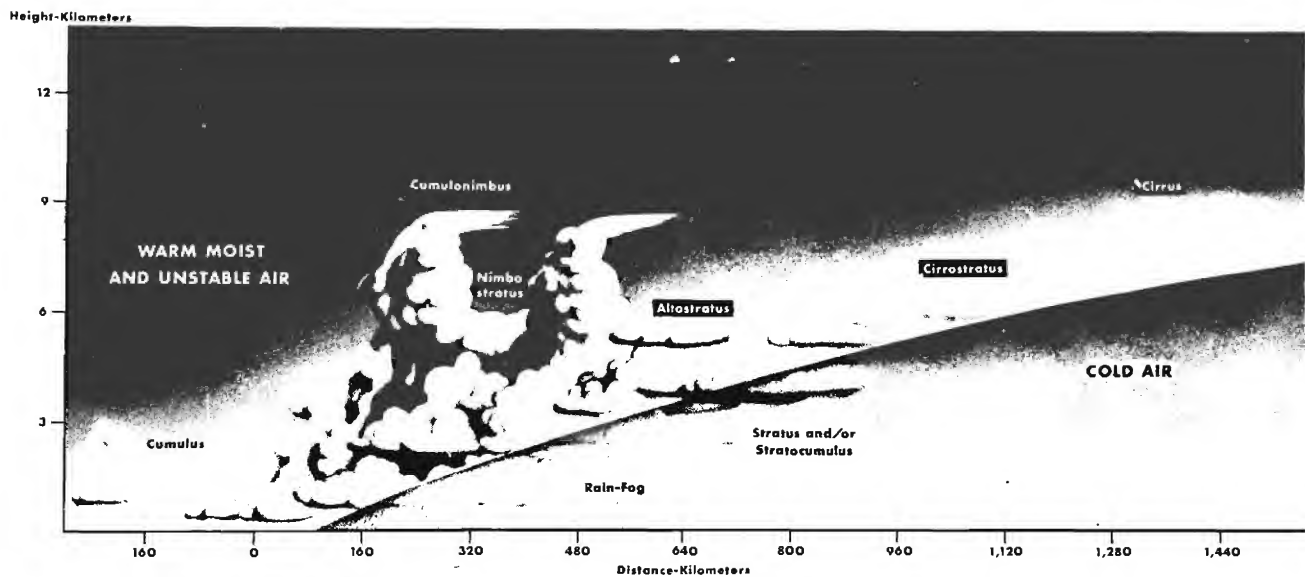 Height-Kilometers
12
9
6
3
Cumulonimbus
Cirrus
WARM MOIST
AND UNSTABLE AIR
Nimbo
stratus
Cirrostratus
Altostratus
COLD AIR
Cumulus
Stratus and/or
Stratocumulus
Rain-Fog
160 0 160 320 480 640 800 960 1,120 1,280 1,440
Distance-Kilometers